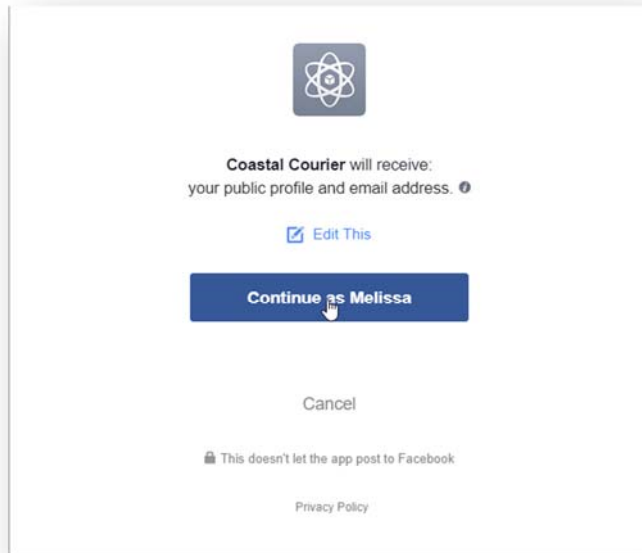 Coastal Courier will receive:
your public profile and email address.
Edit This
Continue as Melissa
Cancel
This doesn't let the app post to Facebook
Privacy Policy